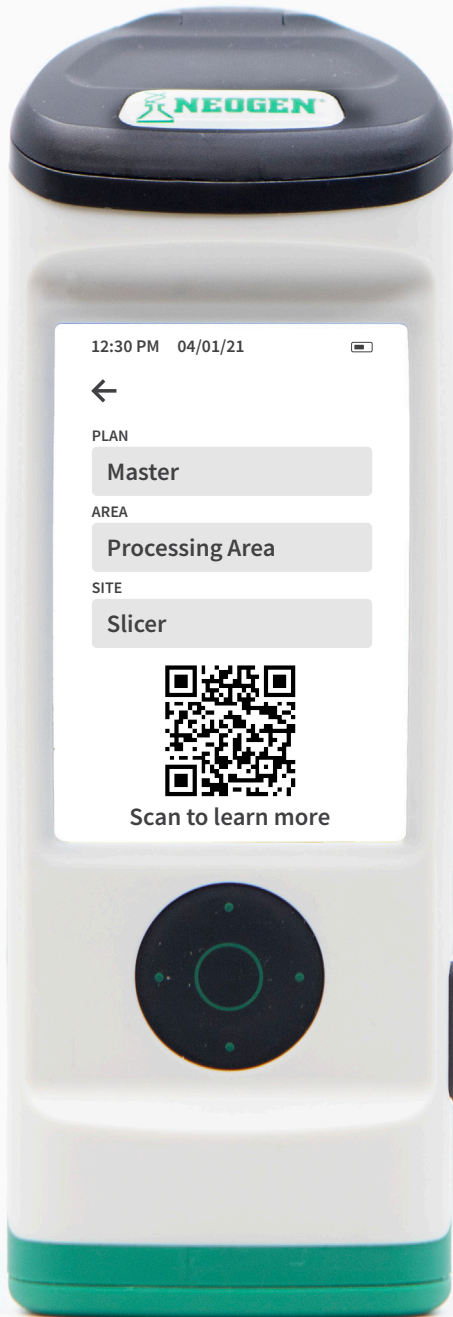 NEOGEN
12:30 PM 04/01/21
PLAN
Master
AREA
Processing Area
SITE
Slicer
Scan to learn more